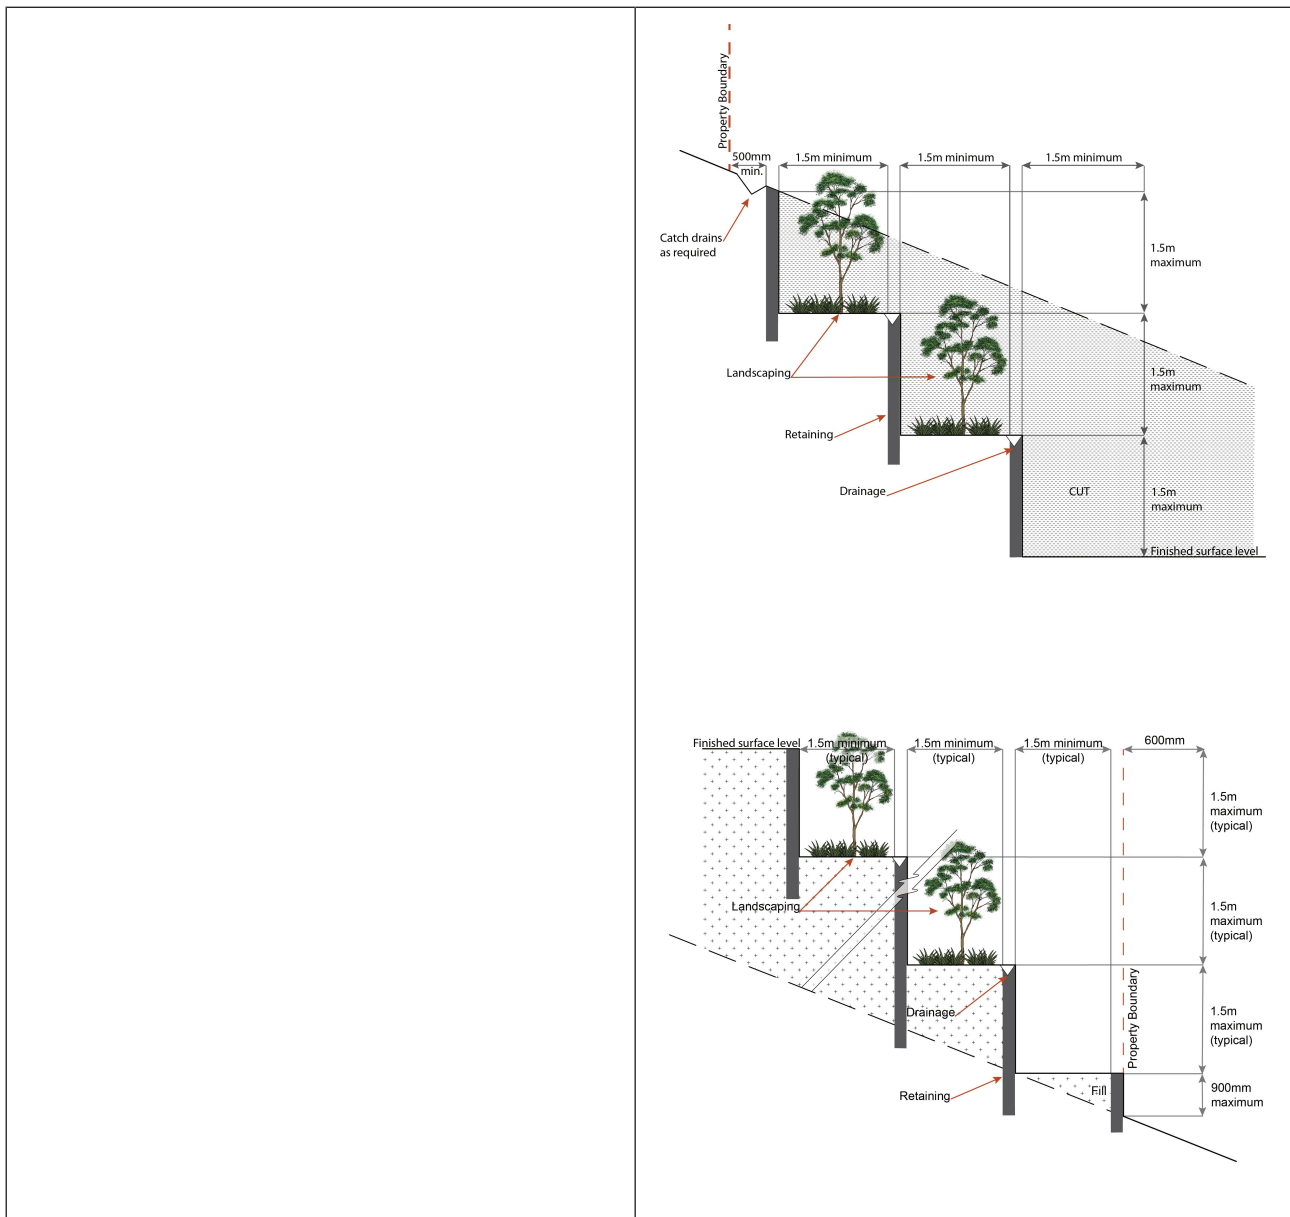 Property Boundary
500mm
min.
1.5m minimum
1.5m minimum
1.5m minimum
Catch drains
as required
1.5m
maximum
Landscaping
1.5m
maximum
Retaining
Drainage
CUT
1.5m
maximum
Finished surface level
Finished surface level
1.5m minimum
(typical)
1.5m minimum
(typical)
1.5m minimum
(typical)
600mm
1.5m
maximum
(typical)
Landscaping
1.5m
maximum
(typical)
Property Boundary
Drainage
1.5m
maximum
(typical)
Retaining
Fill
900mm
maximum